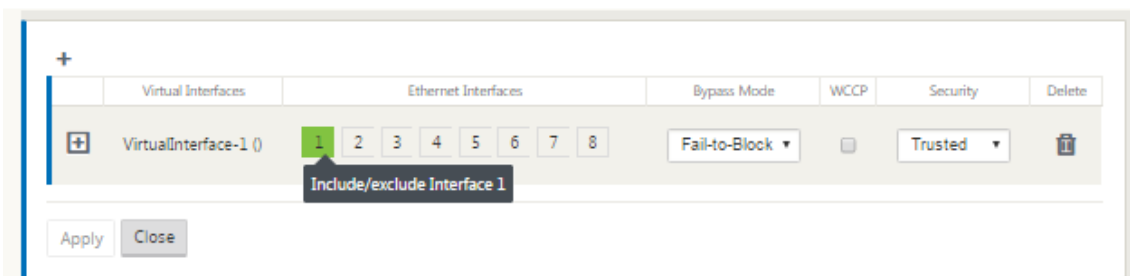 +
Virtual Interfaces Ethernet Interfaces Bypass Mode WCCP Security Delete
+ VirtualInterface-1 () 1 2 3 4 5 6 7 8 Fail-to-Block ▼ Trusted ▼
Include/exclude Interface 1
Apply Close